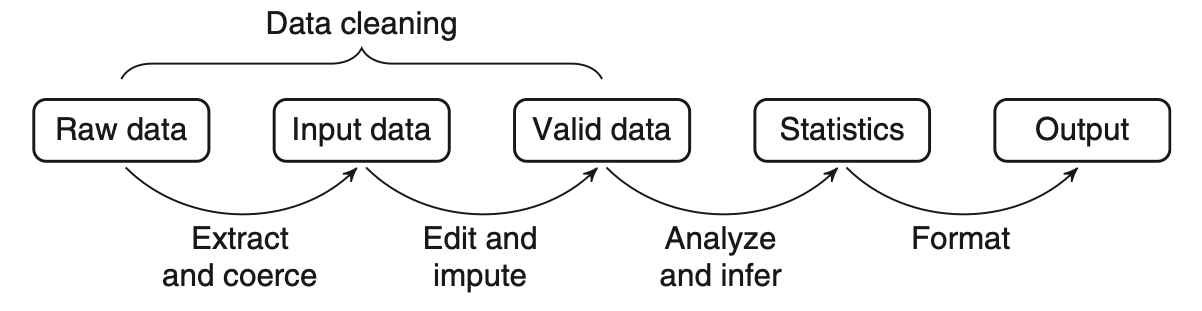 Data cleaning
Raw data
Input data
Valid data
Statistics
Output
Extract
and coerce
Edit and
impute
Analyze
and infer
Format